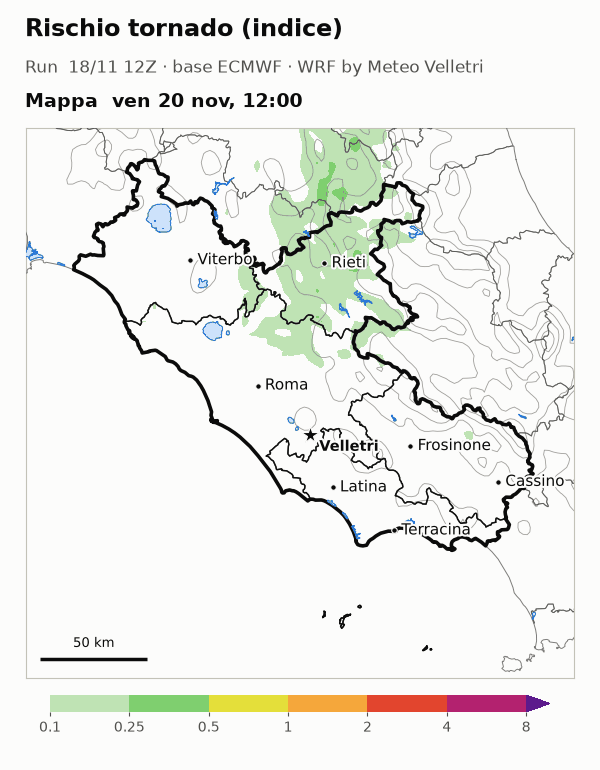 Rischio tornado (indice)
Run  18/11 12Z · base ECMWF · WRF by Meteo Velletri
Mappa  ven 20 nov, 12:00
Viterbo
Rieti
Roma
Velletri
Frosinone
Latina
Cassino
Terracina
50 km
0.1 0.25 0.5 1 2 4 8